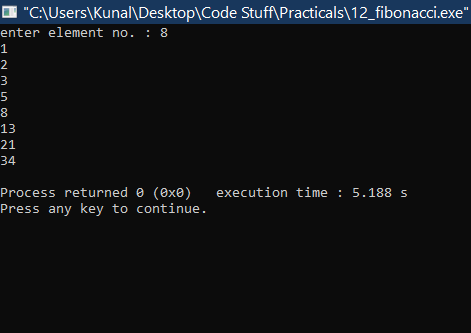 "C:\Users\Kunal\Desktop\Code Stuff\Practicals\12_fibonacci.exe"
enter element no. : 8
1
2
3
5
8
13
21
34
Process returned 0 (0x0)   execution time : 5.188 s
Press any key to continue.